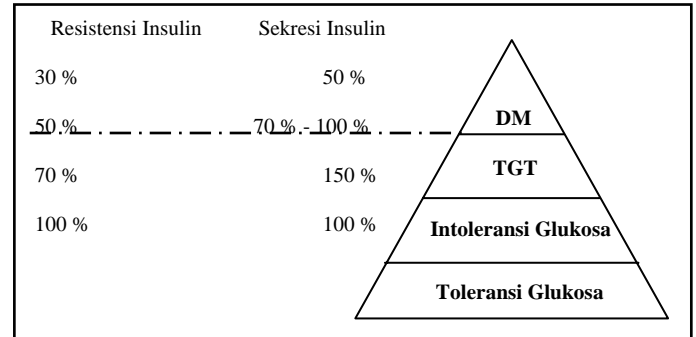 Resistensi Insulin Sekresi Insulin
30 % 50 %
DM
50 % 70 % - 100 %
TGT
70 % 150 %
100 % 100 %
Intoleransi Glukosa
Toleransi Glukosa